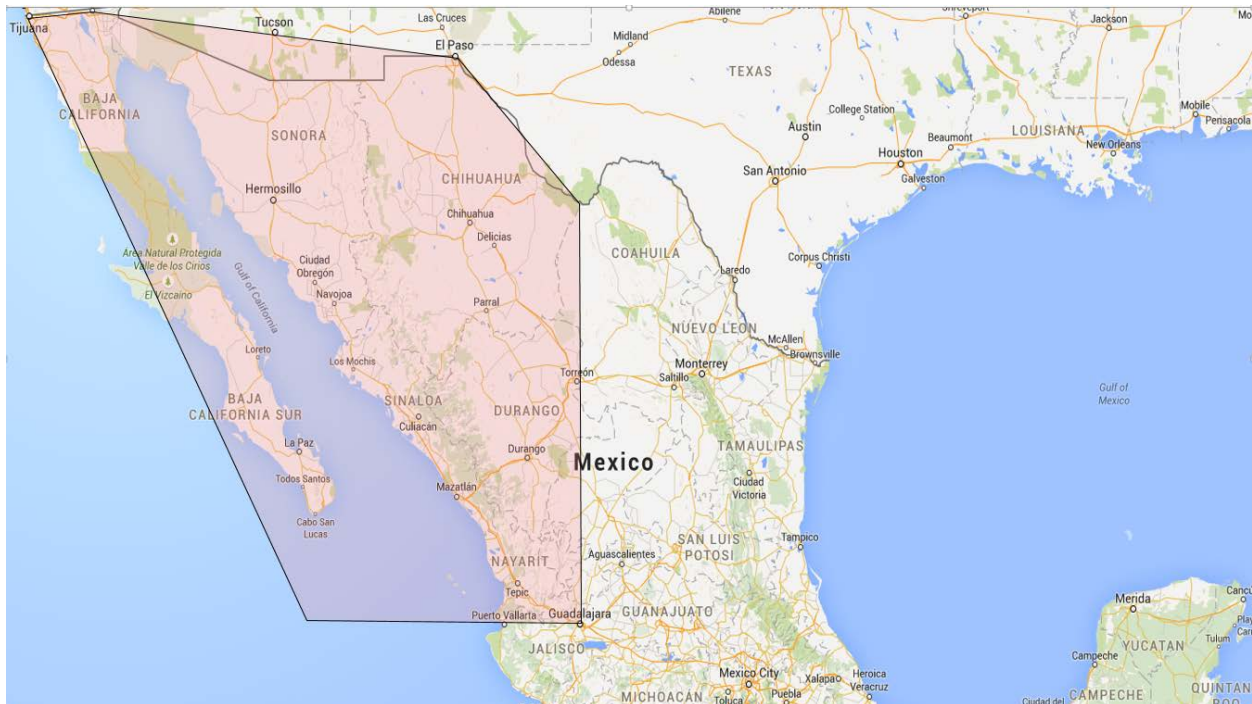 Tijuana
Tucson
Las Cruces
El Paso
Abilene
Midland
Odessa
TEXAS
Shreveport
Jackson
Mobile
Pensacola
LOUISIANA
New Orleans
BAJA
CALIFORNIA
SONORA
College Station
Austin
Beaumont
Houston
Galveston
San Antonio
Hermosillo
CHIHUAHUA
Chihuahua
Delicias
COAHUILA
Corpus Christi
Laredo
Área Natural Protegida
Valle de los Cirios
El Vizcaíno
Gulf of California
Ciudad
Obregón
Navojoa
Parral
NUEVO LEON
McAllen
Brownsville
Monterrey
Saltillo
Loreto
Los Mochis
Torreón
Gulf of
Mexico
BAJA
CALIFORNIA SUR
SINALOA
Culiacán
DURANGO
Durango
TAMAULIPAS
Mexico
Ciudad
Victoria
La Paz
Todos Santos
Cabo San
Lucas
Mazatlán
SAN LUIS
POTOSI
Tampico
Aguascalientes
NAYARIT
Tepic
Puerto Vallarta
Guadalajara
GUANAJUATO
JALISCO
Mexico City
Toluca
MICHOACÁN
Puebla
Xalapa
Heroica
Veracruz
Merida
YUCATAN
Tulum
Campeche
CAMPECHE
Ciudad del